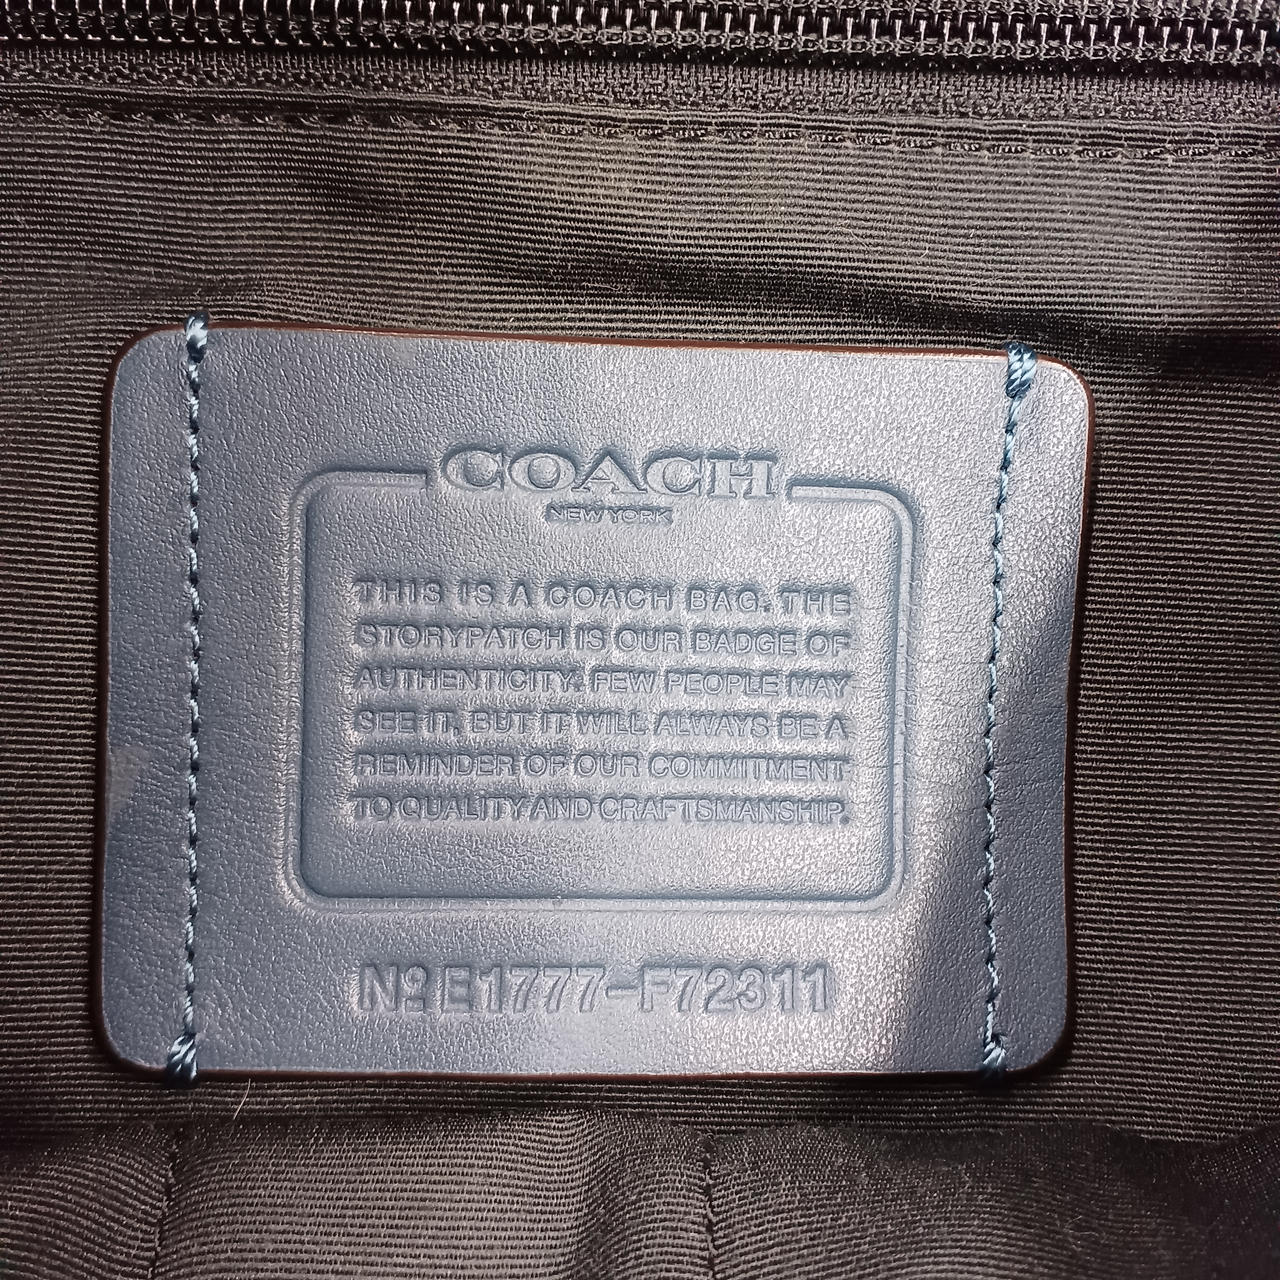 COACH
NEW YORK
THIS IS A COACH BAG. THE
STORYPATCH IS OUR BADGE OF
AUTHENTICITY. FEW PEOPLE MAY
SEE IT, BUT IT WILL ALWAYS BE A
REMINDER OF OUR COMMITMENT
TO QUALITY AND CRAFTSMANSHIP.
Nº E1777-F72311